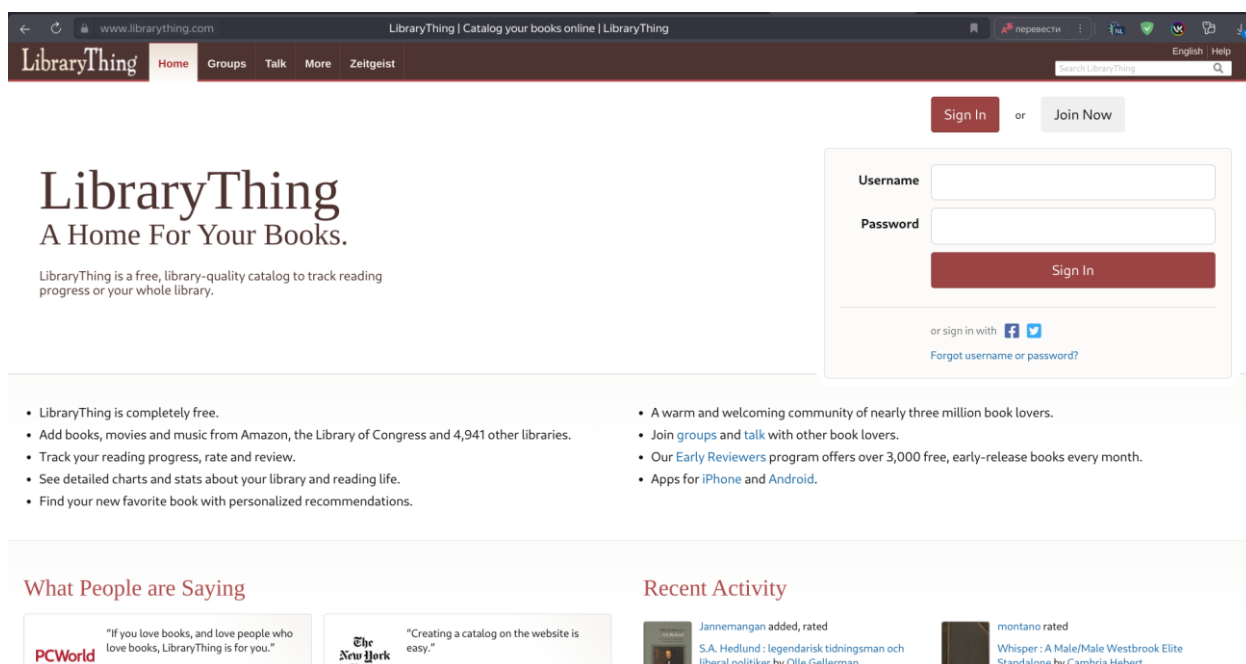 www.librarything.com
LibraryThing | Catalog your books online | LibraryThing
перевести
NL
LibraryThing
Home
Groups
Talk
More
Zeitgeist
English
Help
Search LibraryThing
Sign In
or
Join Now
LibraryThing
A Home For Your Books.
LibraryThing is a free, library-quality catalog to track reading
progress or your whole library.
Username
Password
Sign In
or sign in with
Forgot username or password?
• LibraryThing is completely free.
• Add books, movies and music from Amazon, the Library of Congress and 4,941 other libraries.
• Track your reading progress, rate and review.
• See detailed charts and stats about your library and reading life.
• Find your new favorite book with personalized recommendations.
• A warm and welcoming community of nearly three million book lovers.
• Join groups and talk with other book lovers.
• Our Early Reviewers program offers over 3,000 free, early-release books every month.
• Apps for iPhone and Android.
What People are Saying
PCWorld
"If you love books, and love people who
love books, LibraryThing is for you."
The
New York
"Creating a catalog on the website is
easy."
Recent Activity
Jannemangan added, rated
S.A. Hedlund : legendarisk tidningsman och
liberal politiker by Olle Gellerman
montano rated
Whisper : A Male/Male Westbrook Elite
Standalone by Cambria Hebert